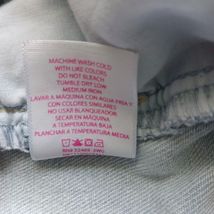 MACHINE WASH COLD
WITH LIKE COLORS
DO NOT BLEACH
TUMBLE DRY LOW
MEDIUM IRON
LAVAR A MAQUINA CON AGUA FRIA Y
CON COLORES SIMILARES
NO USAR BLANQUEADOR
SECAR EN MAQUINA
A TEMPERATURA BAJA
PLANCHAR A TEMPERATURA MEDIA
RN#